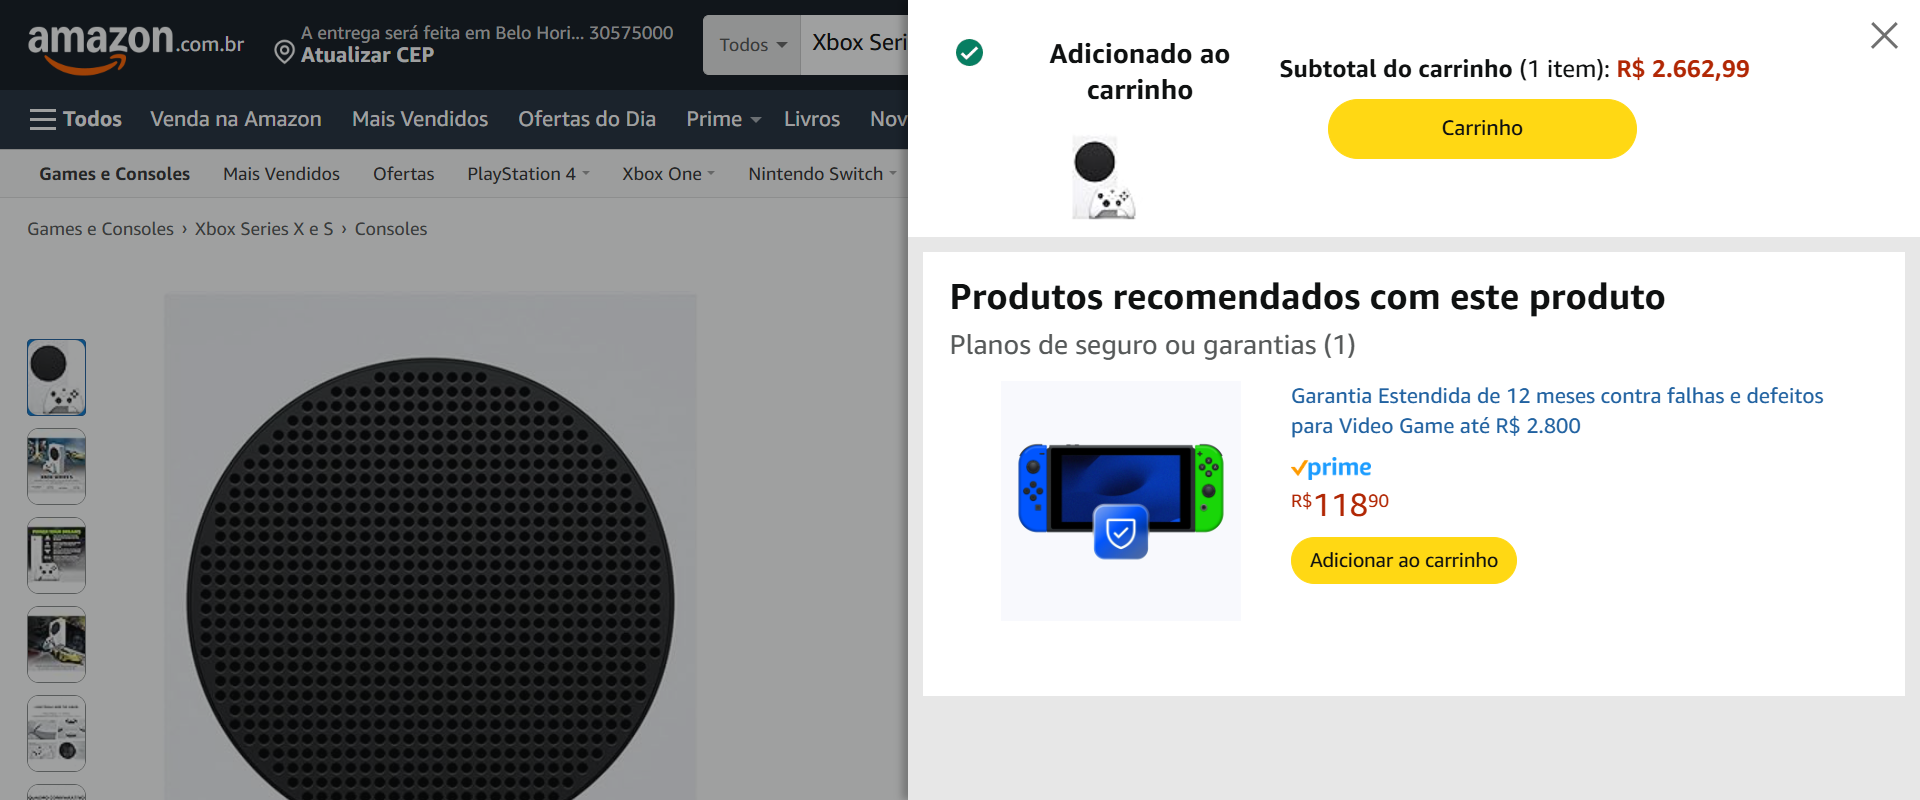 amazon.com.br
A entrega será feita em Belo Hori... 30575000
Atualizar CEP
Todos
Xbox Seri
Todos
Venda na Amazon
Mais Vendidos
Ofertas do Dia
Prime
Livros
Nov
Games e Consoles
Mais Vendidos
Ofertas
PlayStation 4
Xbox One
Nintendo Switch
Games e Consoles › Xbox Series X e S › Consoles
Adicionado ao
carrinho
Subtotal do carrinho (1 item): R$ 2.662,99
Carrinho
Produtos recomendados com este produto
Planos de seguro ou garantias (1)
Garantia Estendida de 12 meses contra falhas e defeitos
para Video Game até R$ 2.800
prime
R$11890
Adicionar ao carrinho